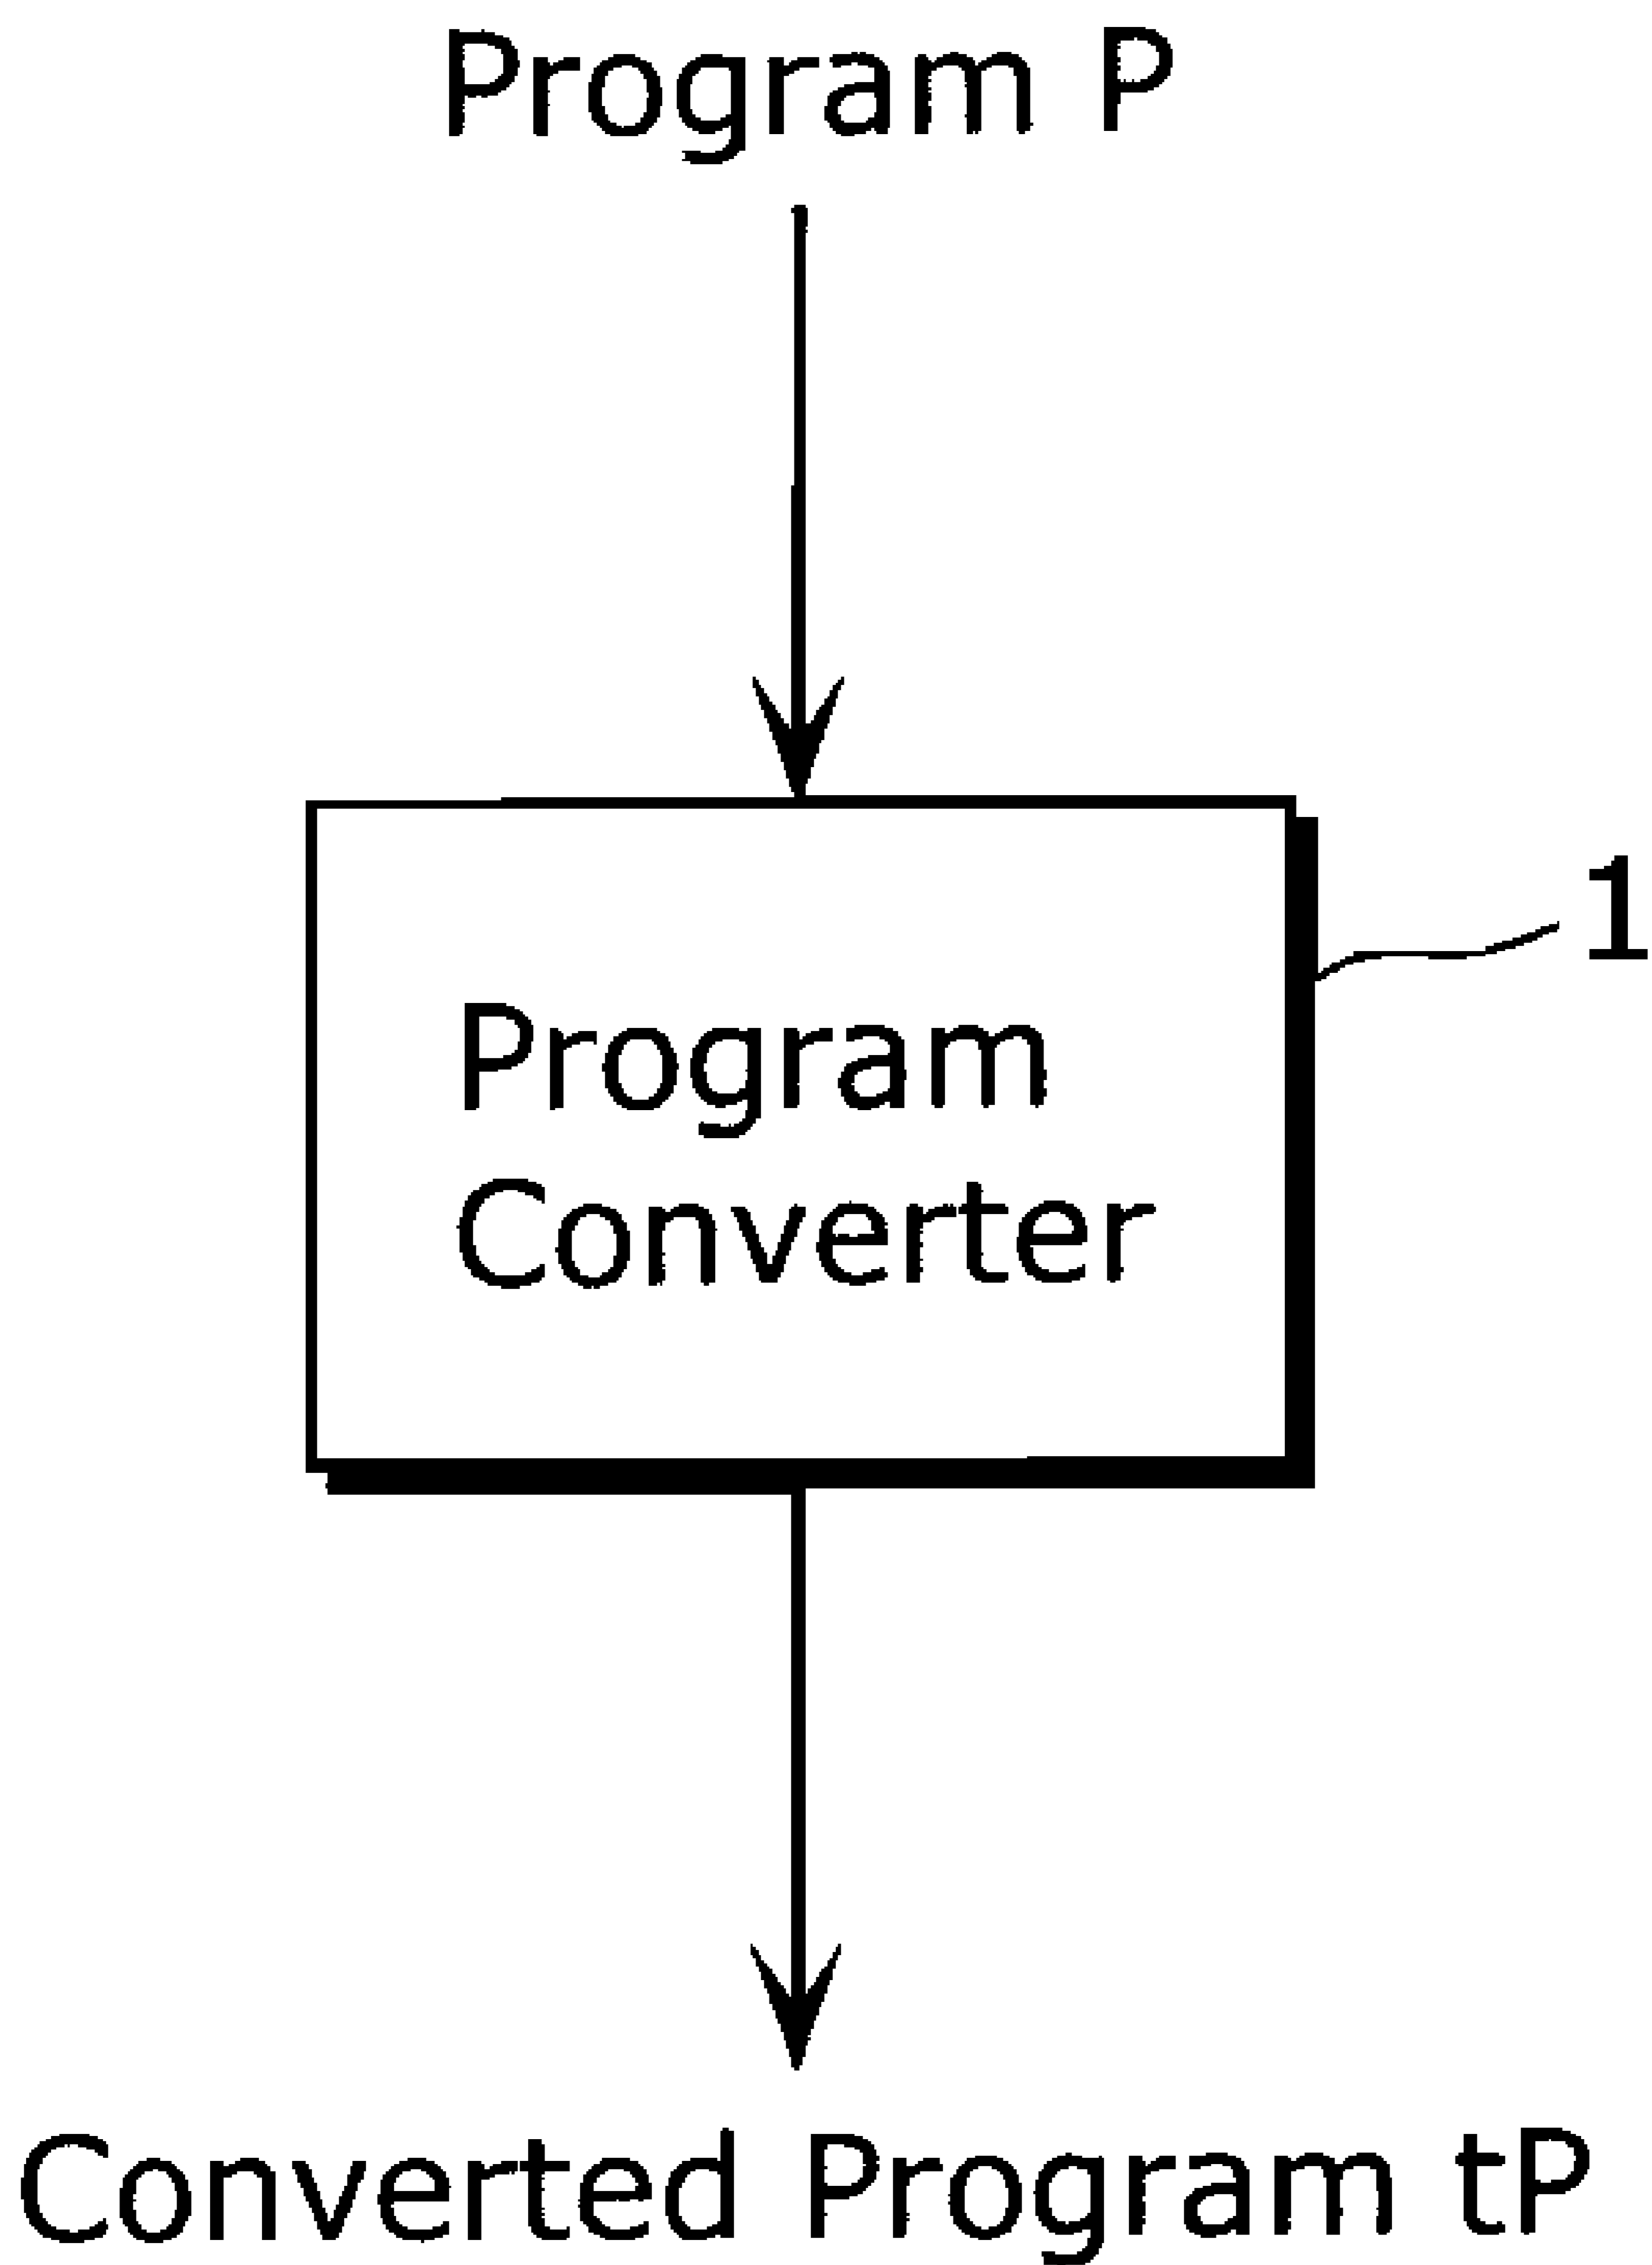 Program P
1
Program
Converter
Converted Program tP